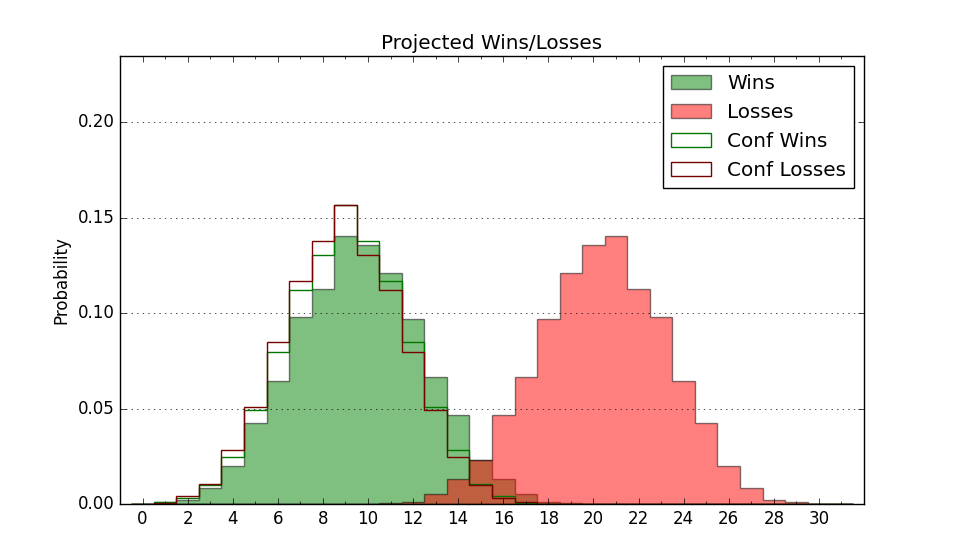 Projected Wins/Losses
Wins
Losses
Conf Wins
Conf Losses
Probability
0.20
0.15
0.10
0.05
0.00
0 2 4 6 8 10 12 14 16 18 20 22 24 26 28 30